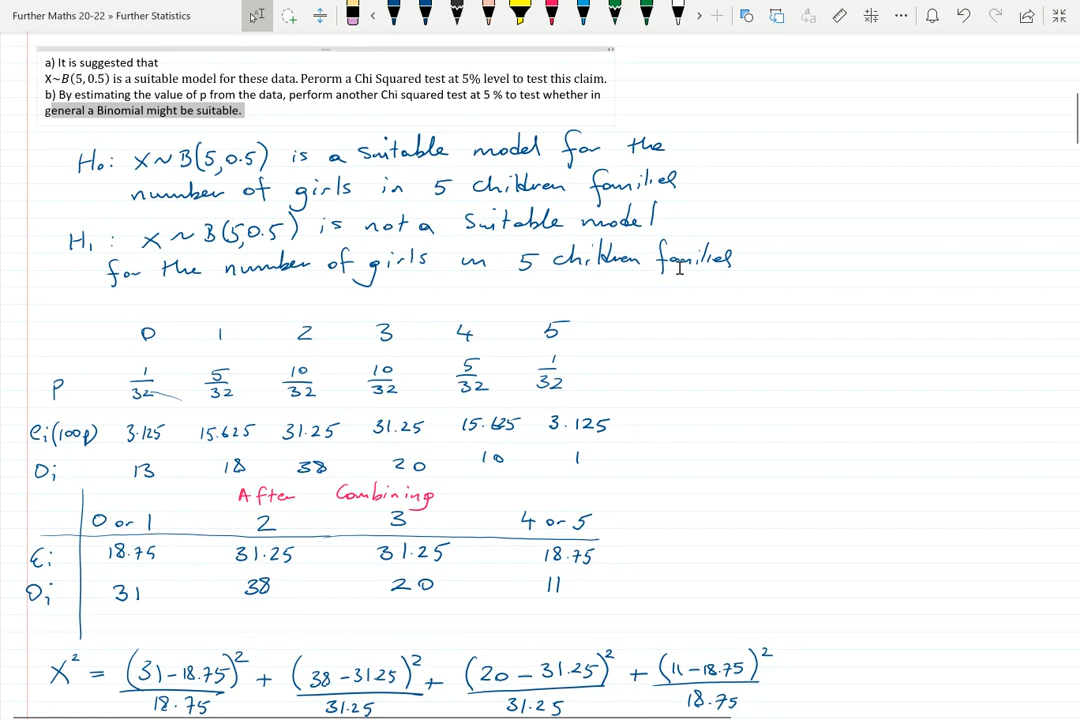 Further Maths 20-22 » Further Statistics
a) It is suggested that
X~B(5, 0.5) is a suitable model for these data. Perorm a Chi Squared test at 5% level to test this claim.
b) By estimating the value of p from the data, perform another Chi squared test at 5 % to test whether in
general a Binomial might be suitable.
H₀: X~B(5,0.5) is a suitable model for the
number of girls in 5 children families
H₁: X~B(5,0.5) is not a suitable model
for the number of girls in 5 children families
0 1 2 3 4 5
P 1/32 5/32 10/32 10/32 5/32 1/32
ei(100p) 3.125 15.625 31.25 31.25 15.625 3.125
Oi 13 18 38 20 10 1
After Combining
0 or 1 2 3 4 or 5
Ei 18.75 31.25 31.25 18.75
Oi 31 38 20 11
X² = (31-18.75)²/18.75 + (38-31.25)²/31.25 + (20-31.25)²/31.25 + (11-18.75)²/18.75